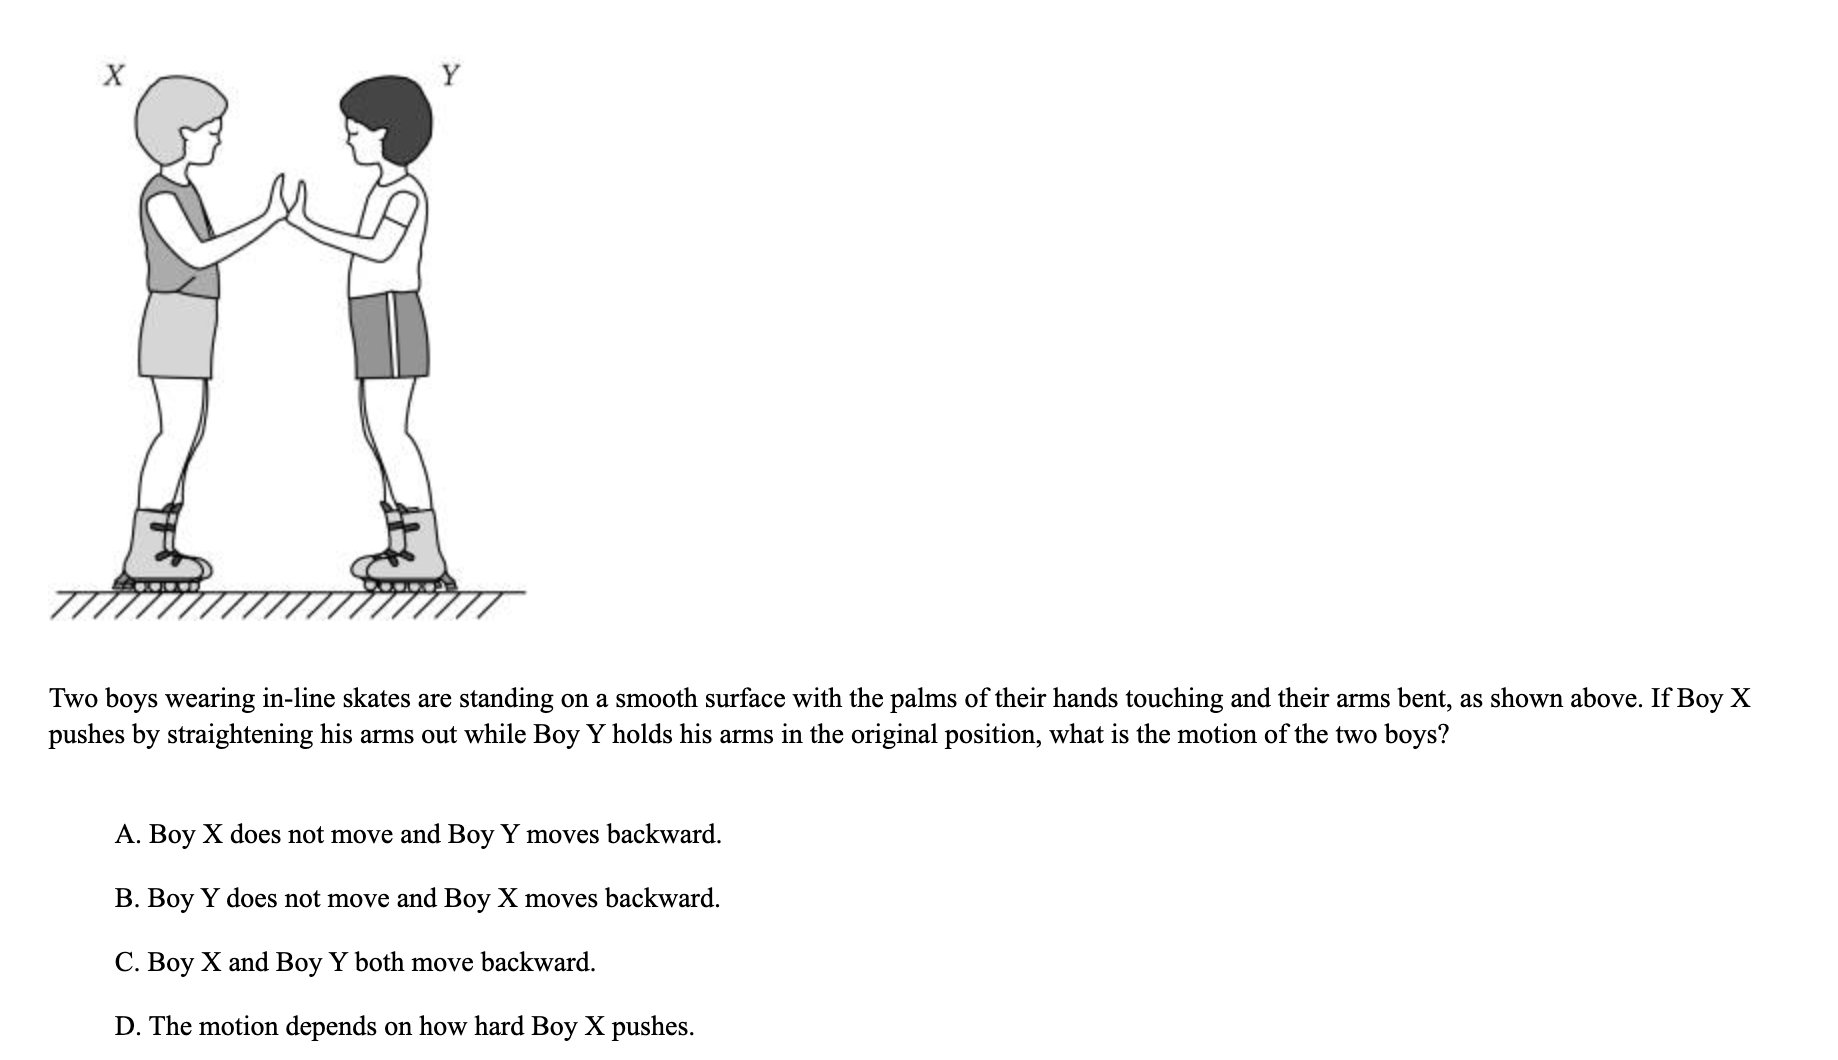 X Y
Two boys wearing in-line skates are standing on a smooth surface with the palms of their hands touching and their arms bent, as shown above. If Boy X
pushes by straightening his arms out while Boy Y holds his arms in the original position, what is the motion of the two boys?
A. Boy X does not move and Boy Y moves backward.
B. Boy Y does not move and Boy X moves backward.
C. Boy X and Boy Y both move backward.
D. The motion depends on how hard Boy X pushes.